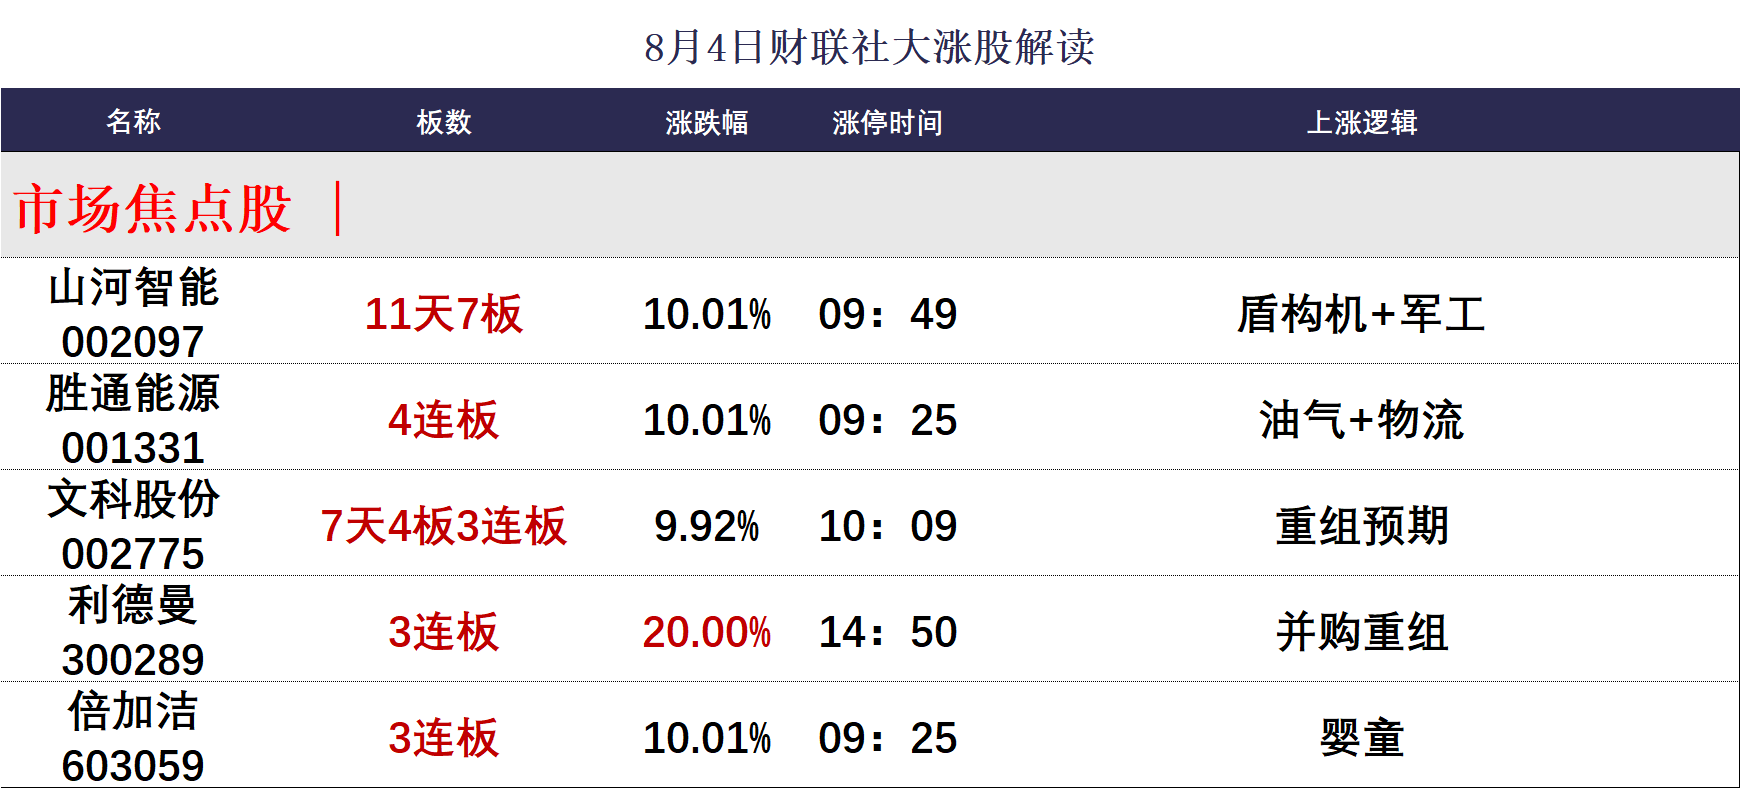 8月4日财联社大涨股解读
名称 板数 涨跌幅 涨停时间 上涨逻辑
市场焦点股 |
山河智能
002097 11天7板 10.01% 09：49 盾构机+军工
胜通能源
001331 4连板 10.01% 09：25 油气+物流
文科股份
002775 7天4板3连板 9.92% 10：09 重组预期
利德曼
300289 3连板 20.00% 14：50 并购重组
倍加洁
603059 3连板 10.01% 09：25 婴童